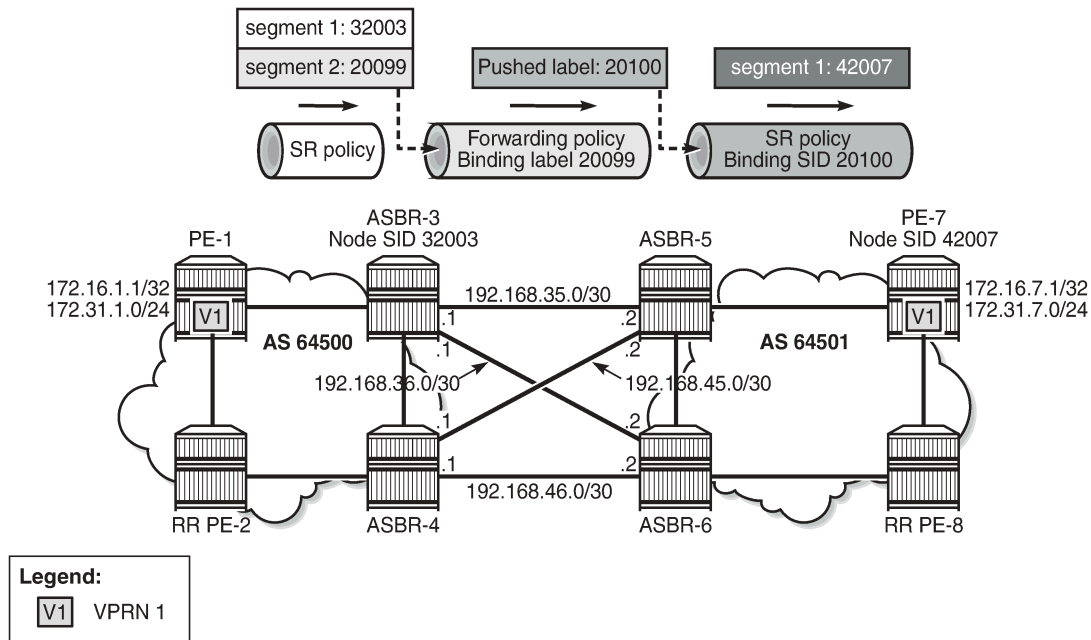 segment 1: 32003
segment 2: 20099
Pushed label: 20100
segment 1: 42007
SR policy
Forwarding policy
Binding label 20099
SR policy
Binding SID 20100
PE-1
ASBR-3
Node SID 32003
ASBR-5
PE-7
Node SID 42007
172.16.1.1/32
172.31.1.0/24
V1
192.168.35.0/30
172.16.7.1/32
172.31.7.0/24
V1
.1
.2
AS 64500
AS 64501
.1
.2
192.168.36.0/30
192.168.45.0/30
.1
.2
.1
.2
192.168.46.0/30
RR PE-2
ASBR-4
ASBR-6
RR PE-8
Legend:
V1 VPRN 1